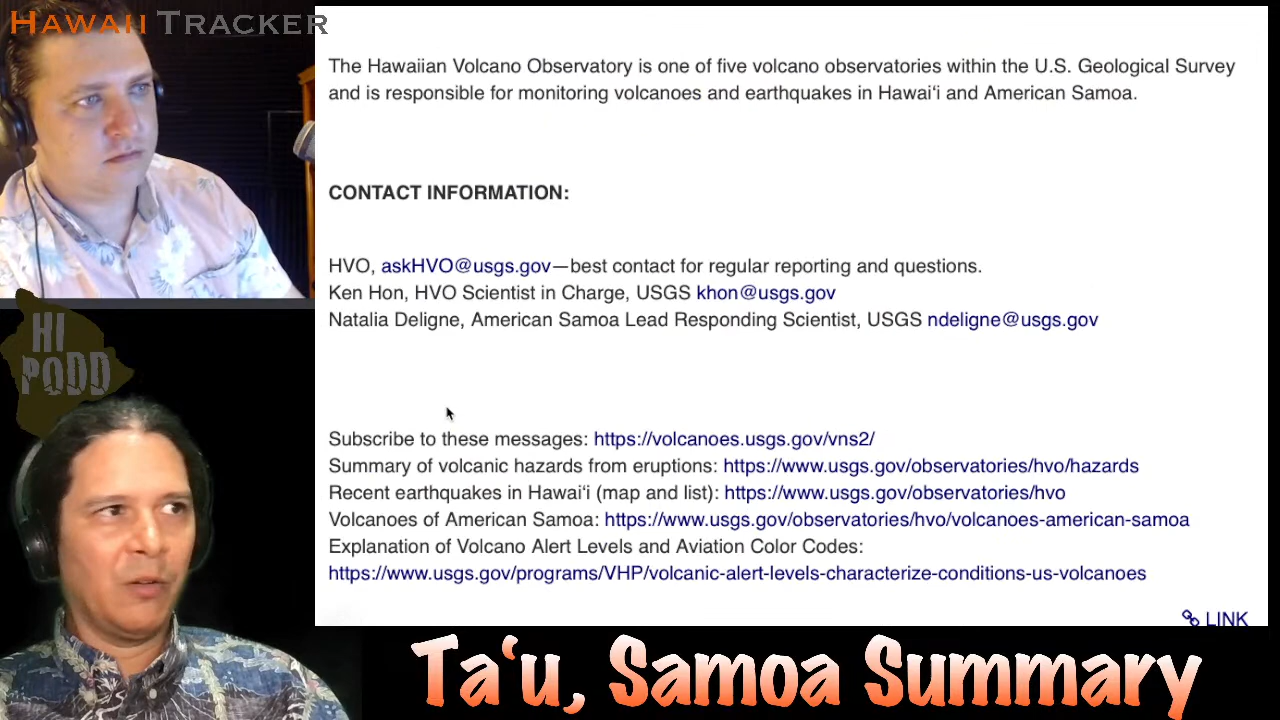 HAWAII TRACKER
The Hawaiian Volcano Observatory is one of five volcano observatories within the U.S. Geological Survey
and is responsible for monitoring volcanoes and earthquakes in Hawaiʻi and American Samoa.
CONTACT INFORMATION:
HVO, askHVO@usgs.gov—best contact for regular reporting and questions.
Ken Hon, HVO Scientist in Charge, USGS khon@usgs.gov
Natalia Deligne, American Samoa Lead Responding Scientist, USGS ndeligne@usgs.gov
HI
PODD
Subscribe to these messages: https://volcanoes.usgs.gov/vns2/
Summary of volcanic hazards from eruptions: https://www.usgs.gov/observatories/hvo/hazards
Recent earthquakes in Hawaiʻi (map and list): https://www.usgs.gov/observatories/hvo
Volcanoes of American Samoa: https://www.usgs.gov/observatories/hvo/volcanoes-american-samoa
Explanation of Volcano Alert Levels and Aviation Color Codes:
https://www.usgs.gov/programs/VHP/volcanic-alert-levels-characterize-conditions-us-volcanoes
LINK
Taʻu, Samoa Summary